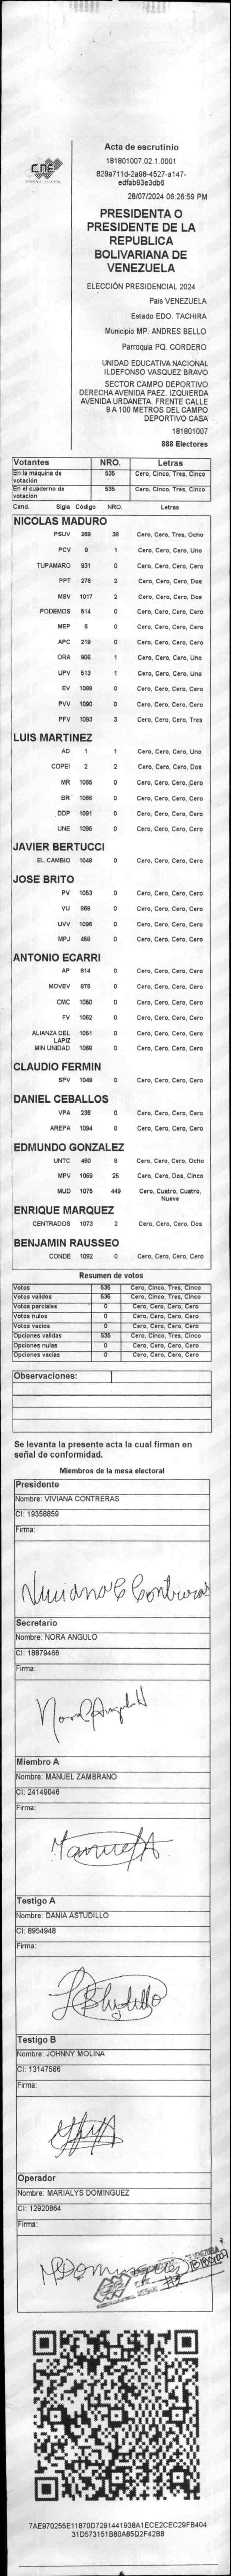 CNE
Acta de escrutinio
181801007.02.1.0001
829a711d-2a98-4527-a147-
edfab93e3db6
28/07/2024 06:26:59 PM
PRESIDENTA O
PRESIDENTE DE LA
REPUBLICA
BOLIVARIANA DE
VENEZUELA
ELECCIÓN PRESIDENCIAL 2024
País VENEZUELA
Estado EDO. TACHIRA
Municipio MP. ANDRES BELLO
Parroquia PQ. CORDERO
UNIDAD EDUCATIVA NACIONAL
ILDEFONSO VASQUEZ BRAVO
SECTOR CAMPO DEPORTIVO
DERECHA AVENIDA PAEZ. IZQUIERDA
AVENIDA URDANETA. FRENTE CALLE
9 A 100 METROS DEL CAMPO
DEPORTIVO CASA
181801007
888 Electores
Votantes NRO. Letras
En la máquina de votación 535 Cero, Cinco, Tres, Cinco
En el cuaderno de votación 535 Cero, Cinco, Tres, Cinco
Cand. Sigla Código NRO. Letras
NICOLAS MADURO
PSUV 269 38 Cero, Cero, Tres, Ocho
PCV 9 1 Cero, Cero, Cero, Uno
TUPAMARO 931 0 Cero, Cero, Cero, Cero
PPT 276 2 Cero, Cero, Cero, Dos
MSV 1017 2 Cero, Cero, Cero, Dos
PODEMOS 514 0 Cero, Cero, Cero, Cero
MEP 6 0 Cero, Cero, Cero, Cero
APC 219 0 Cero, Cero, Cero, Cero
ORA 906 1 Cero, Cero, Cero, Uno
UPV 513 1 Cero, Cero, Cero, Uno
EV 1089 0 Cero, Cero, Cero, Cero
PVV 1090 0 Cero, Cero, Cero, Cero
PFV 1093 3 Cero, Cero, Cero, Tres
LUIS MARTINEZ
AD 1 1 Cero, Cero, Cero, Uno
COPEI 2 2 Cero, Cero, Cero, Dos
MR 1065 0 Cero, Cero, Cero, Cero
BR 1066 0 Cero, Cero, Cero, Cero
DDP 1091 0 Cero, Cero, Cero, Cero
UNE 1095 0 Cero, Cero, Cero, Cero
JAVIER BERTUCCI
EL CAMBIO 1048 0 Cero, Cero, Cero, Cero
JOSE BRITO
PV 1053 0 Cero, Cero, Cero, Cero
VU 868 0 Cero, Cero, Cero, Cero
UVV 1096 0 Cero, Cero, Cero, Cero
MPJ 458 0 Cero, Cero, Cero, Cero
ANTONIO ECARRI
AP 814 0 Cero, Cero, Cero, Cero
MOVEV 978 0 Cero, Cero, Cero, Cero
CMC 1050 0 Cero, Cero, Cero, Cero
FV 1062 0 Cero, Cero, Cero, Cero
ALIANZA DEL LAPIZ 1051 0 Cero, Cero, Cero, Cero
MIN UNIDAD 1069 0 Cero, Cero, Cero, Cero
CLAUDIO FERMIN
SPV 1049 0 Cero, Cero, Cero, Cero
DANIEL CEBALLOS
VPA 236 0 Cero, Cero, Cero, Cero
AREPA 1094 0 Cero, Cero, Cero, Cero
EDMUNDO GONZALEZ
UNTC 460 8 Cero, Cero, Cero, Ocho
MPV 1069 25 Cero, Cero, Dos, Cinco
MUD 1075 449 Cero, Cuatro, Cuatro,
Nueve
ENRIQUE MARQUEZ
CENTRADOS 1073 2 Cero, Cero, Cero, Dos
BENJAMIN RAUSSEO
CONDE 1092 0 Cero, Cero, Cero, Cero
Resumen de votos
Votos 535 Cero, Cinco, Tres, Cinco
Votos validos 535 Cero, Cinco, Tres, Cinco
Votos parciales 0 Cero, Cero, Cero, Cero
Votos nulos 0 Cero, Cero, Cero, Cero
Votos vacios 0 Cero, Cero, Cero, Cero
Opciones validas 535 Cero, Cinco, Tres, Cinco
Opciones nulas 0 Cero, Cero, Cero, Cero
Opciones vacias 0 Cero, Cero, Cero, Cero
Observaciones:
Se levanta la presente acta la cual firman en
señal de conformidad.
Miembros de la mesa electoral
Presidente
Nombre: VIVIANA CONTRERAS
CI: 19358859
Firma:
Viviana C Contreras
Secretario
Nombre: NORA ANGULO
CI: 18879466
Firma:
Nora Angulo
Miembro A
Nombre: MANUEL ZAMBRANO
CI: 24149046
Firma:
Testigo A
Nombre: DANIA ASTUDILLO
CI: 8954948
Firma:
Testigo B
Nombre: JOHNNY MOLINA
CI: 13147566
Firma:
Operador
Nombre: MARIALYS DOMINGUEZ
CI: 12920864
Firma:
7AE970255E11870D7291441938A1ECE2CEC29FB404
31D573151B80A85D2F42B8